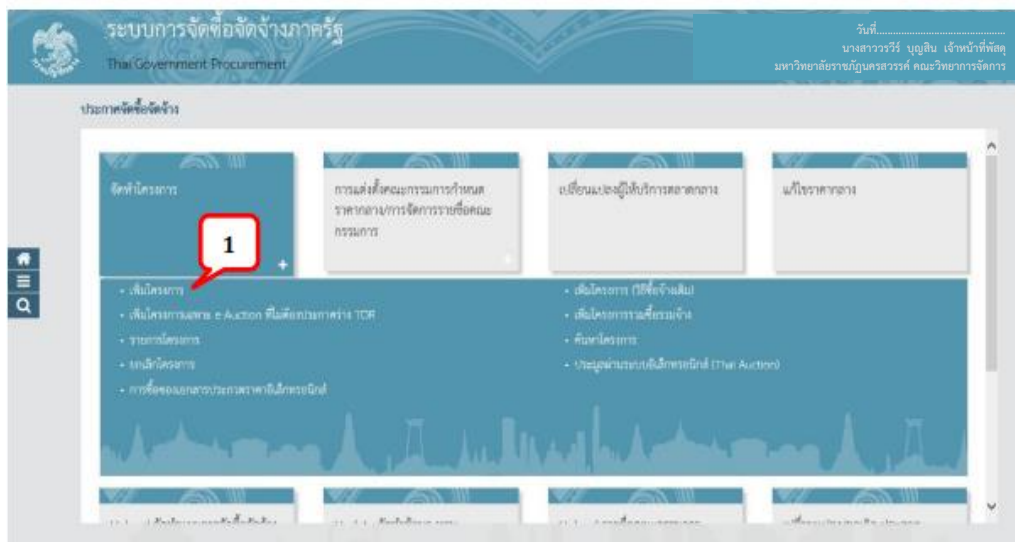 ระบบการจัดซื้อจัดจ้างภาครัฐ
Thai Government Procurement
วันที่................................................
นางสาววรวีร์ บุญสิน เจ้าหน้าที่พัสดุ
มหาวิทยาลัยราชภัฏนครสวรรค์ คณะวิทยาการจัดการ
ประกาศจัดซื้อจัดจ้าง
จัดทำโครงการ
การแต่งตั้งคณะกรรมการกำหนด
ราคากลาง/การจัดการรายชื่อคณะ
กรรมการ
เปลี่ยนแปลงผู้ให้บริการตลาดกลาง
แก้ไขราคากลาง
1
+
• เพิ่มโครงการ
• เพิ่มโครงการเฉพาะ e-Auction ที่ไม่ต้องประกาศร่าง TOR
• รายการโครงการ
• ยกเลิกโครงการ
• การซื้อซองเอกสารประกวดราคาอิเล็กทรอนิกส์
• เพิ่มโครงการ (วิธีซื้อจ้างเดิม)
• เพิ่มโครงการรวมซื้อรวมจ้าง
• ค้นหาโครงการ
• ประมูลผ่านระบบอิเล็กทรอนิกส์ (Thai Auction)